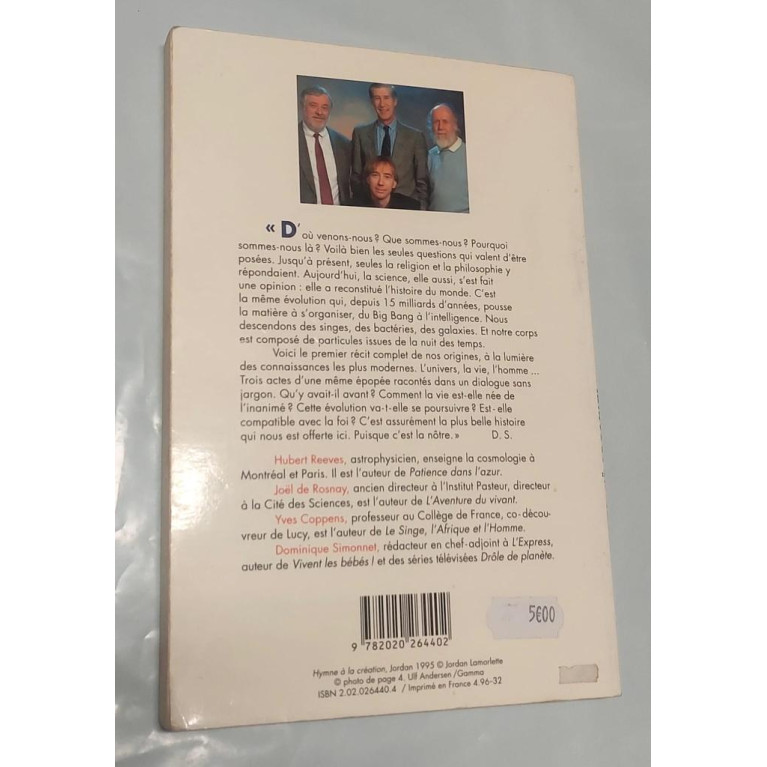 « D'où venons-nous ? Que sommes-nous ? Pourquoi
sommes-nous là ? Voilà bien les seules questions qui valent d'être
posées. Jusqu'à présent, seules la religion et la philosophie y
répondaient. Aujourd'hui, la science, elle aussi, s'est fait
une opinion : elle a reconstitué l'histoire du monde. C'est
la même évolution qui, depuis 15 milliards d'années, pousse
la matière à s'organiser, du Big Bang à l'intelligence. Nous
descendons des singes, des bactéries, des galaxies. Et notre corps
est composé de particules issues de la nuit des temps.
Voici le premier récit complet de nos origines, à la lumière
des connaissances les plus modernes. L'univers, la vie, l'homme ...
Trois actes d'une même épopée racontés dans un dialogue sans
jargon. Qu'y avait-il avant ? Comment la vie est-elle née de
l'inanimé ? Cette évolution va-t-elle se poursuivre ? Est-elle
compatible avec la foi ? C'est assurément la plus belle histoire
qui nous est offerte ici. Puisque c'est la nôtre. » D. S.
Hubert Reeves, astrophysicien, enseigne la cosmologie à
Montréal et Paris. Il est l'auteur de Patience dans l'azur.
Joël de Rosnay, ancien directeur à l'Institut Pasteur, directeur
à la Cité des Sciences, est l'auteur de L'Aventure du vivant.
Yves Coppens, professeur au Collège de France, co-décou-
vreur de Lucy, est l'auteur de Le Singe, l'Afrique et l'Homme.
Dominique Simonnet, rédacteur en chef-adjoint à L'Express,
auteur de Vivent les bébés ! et des séries télévisées Drôle de planète.
5€00
9 782020 264402
Hymne à la création, Jordan 1995 © Jordan Lamarlette
© photo de page 4. Ulf Andersen /Gamma
ISBN 2.02.026440.4 / Imprimé en France 4.96-32